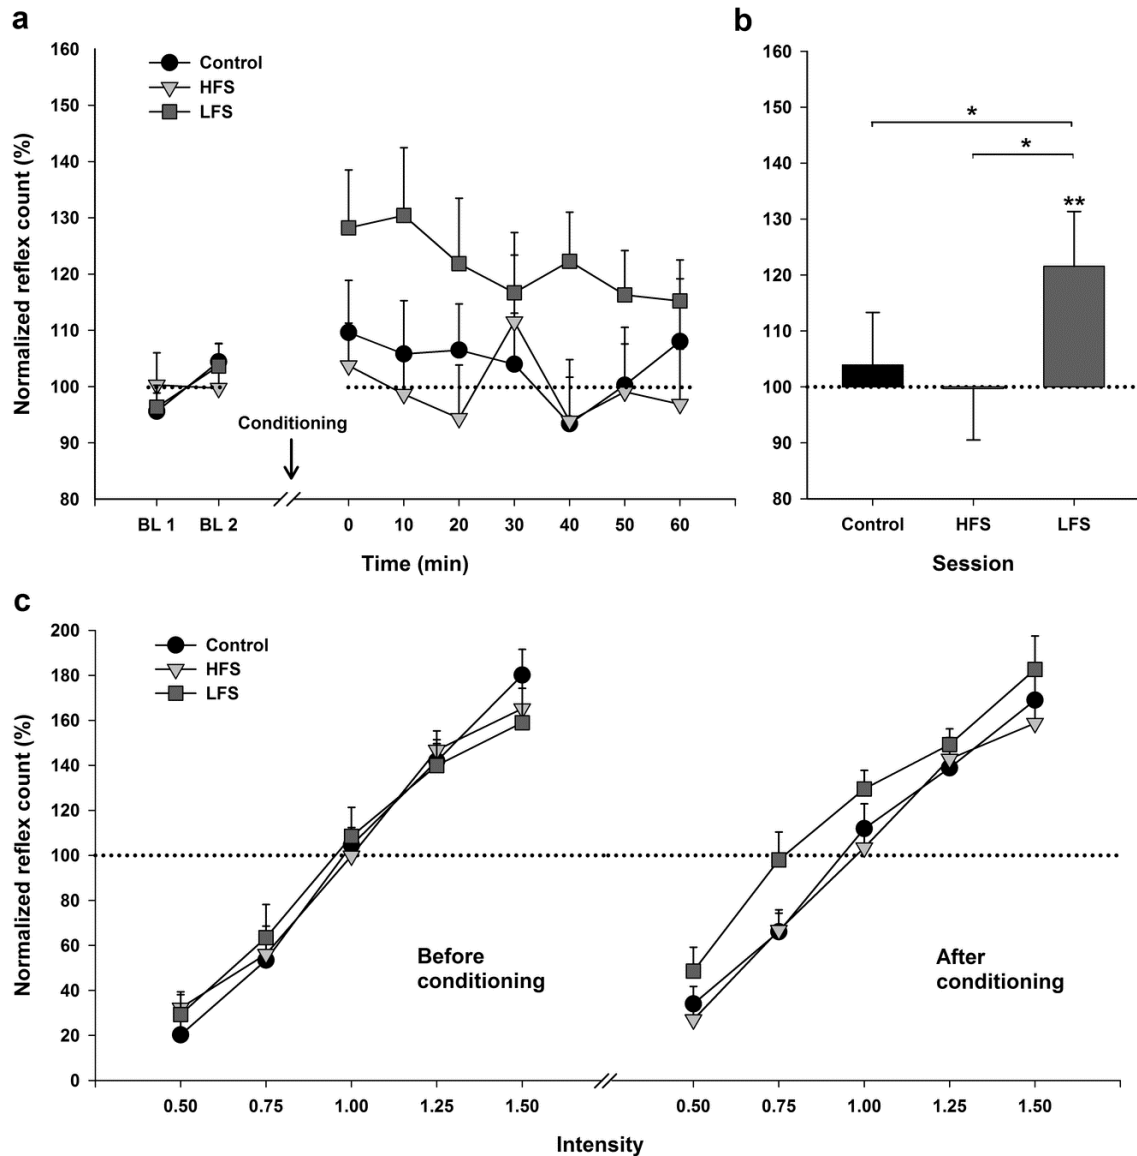 a
160
150
140
130
120
110
100
90
80
Normalized reflex count (%)
Control
HFS
LFS
Conditioning
BL 1 BL 2 0 10 20 30 40 50 60
Time (min)
b
160
150
140
130
120
110
100
90
80
*
*
**
Control HFS LFS
Session
c
200
180
160
140
120
100
80
60
40
20
0
Normalized reflex count (%)
Control
HFS
LFS
Before
conditioning
After
conditioning
0.50 0.75 1.00 1.25 1.50 0.50 0.75 1.00 1.25 1.50
Intensity